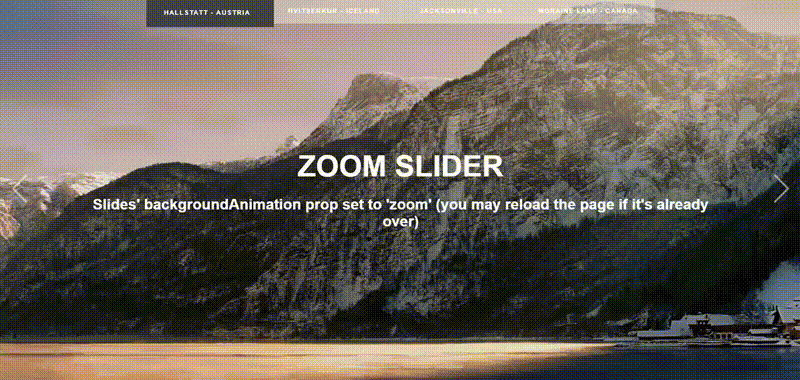 HALLSTATT - AUSTRIA
HVITSERKUR - ICELAND
JACKSONVILLE - USA
MORAINE LAKE - CANADA
ZOOM SLIDER
Slides' backgroundAnimation prop set to 'zoom' (you may reload the page if it's already
over)